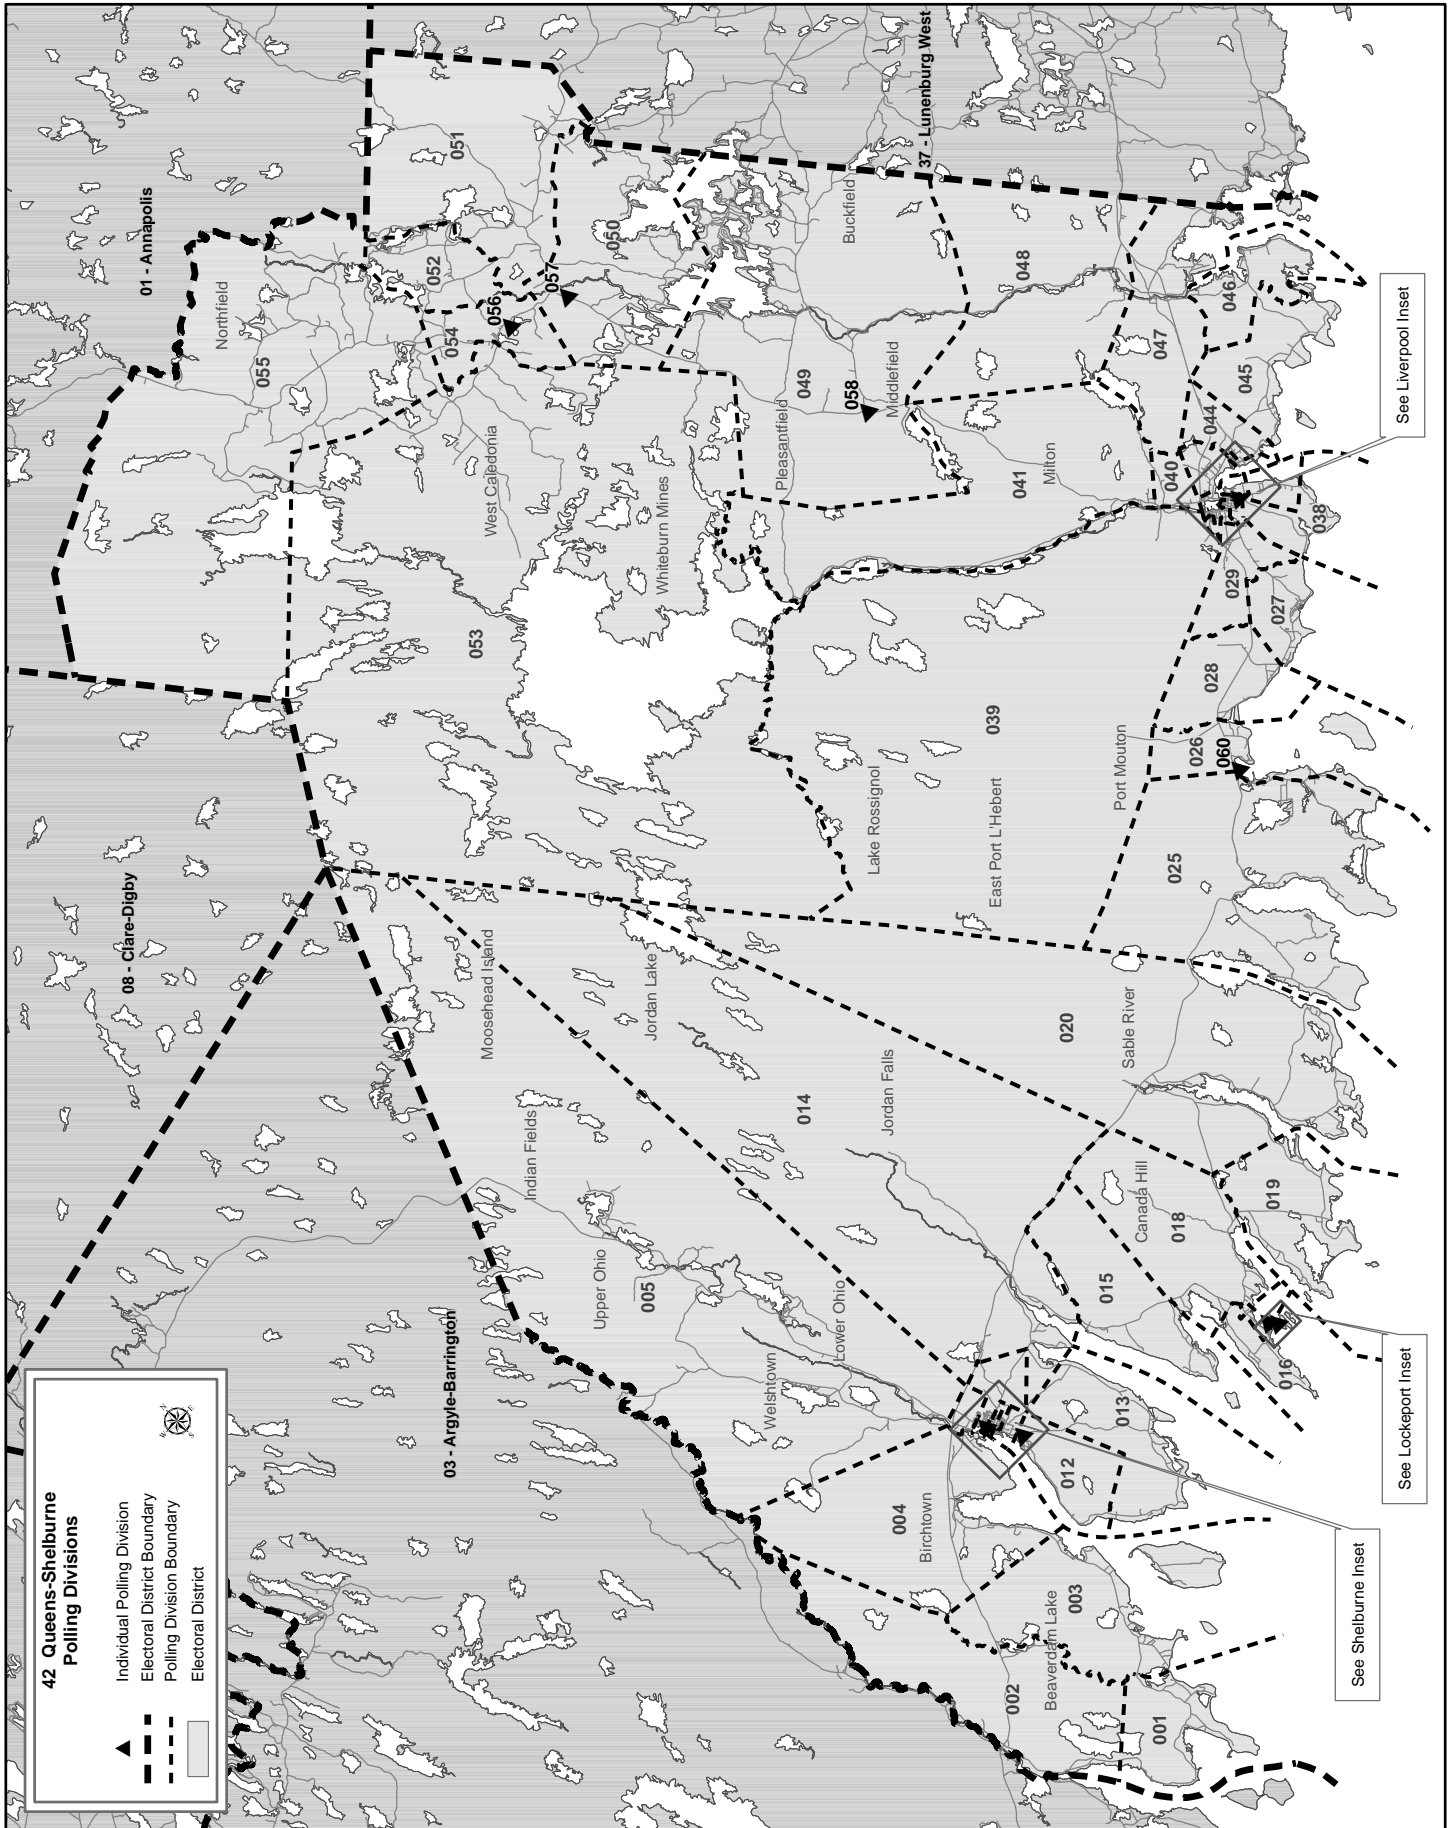 42 Queens-Shelburne
Polling Divisions
Individual Polling Division
Electoral District Boundary
Polling Division Boundary
Electoral District
01 - Annapolis
08 - Clare-Digby
03 - Argyle-Barrington
37 - Lunenburg West
Northfield
055
051
052
054
056
057
050
Buckfield
048
049
058
Middlefield
Pleasantfield
West Caledonia
Whiteburn Mines
053
041
Milton
047
046
045
044
040
038
029
027
028
026
060
025
039
Port Mouton
East Port L'Hebert
Lake Rossignol
Moosehead Island
Jordan Lake
020
Sable River
014
Jordan Falls
Indian Fields
Upper Ohio
005
Lower Ohio
Welshtown
Canada Hill
018
019
015
016
013
012
004
Birchtown
003
Beaverdam Lake
002
001
See Liverpool Inset
See Lockeport Inset
See Shelburne Inset